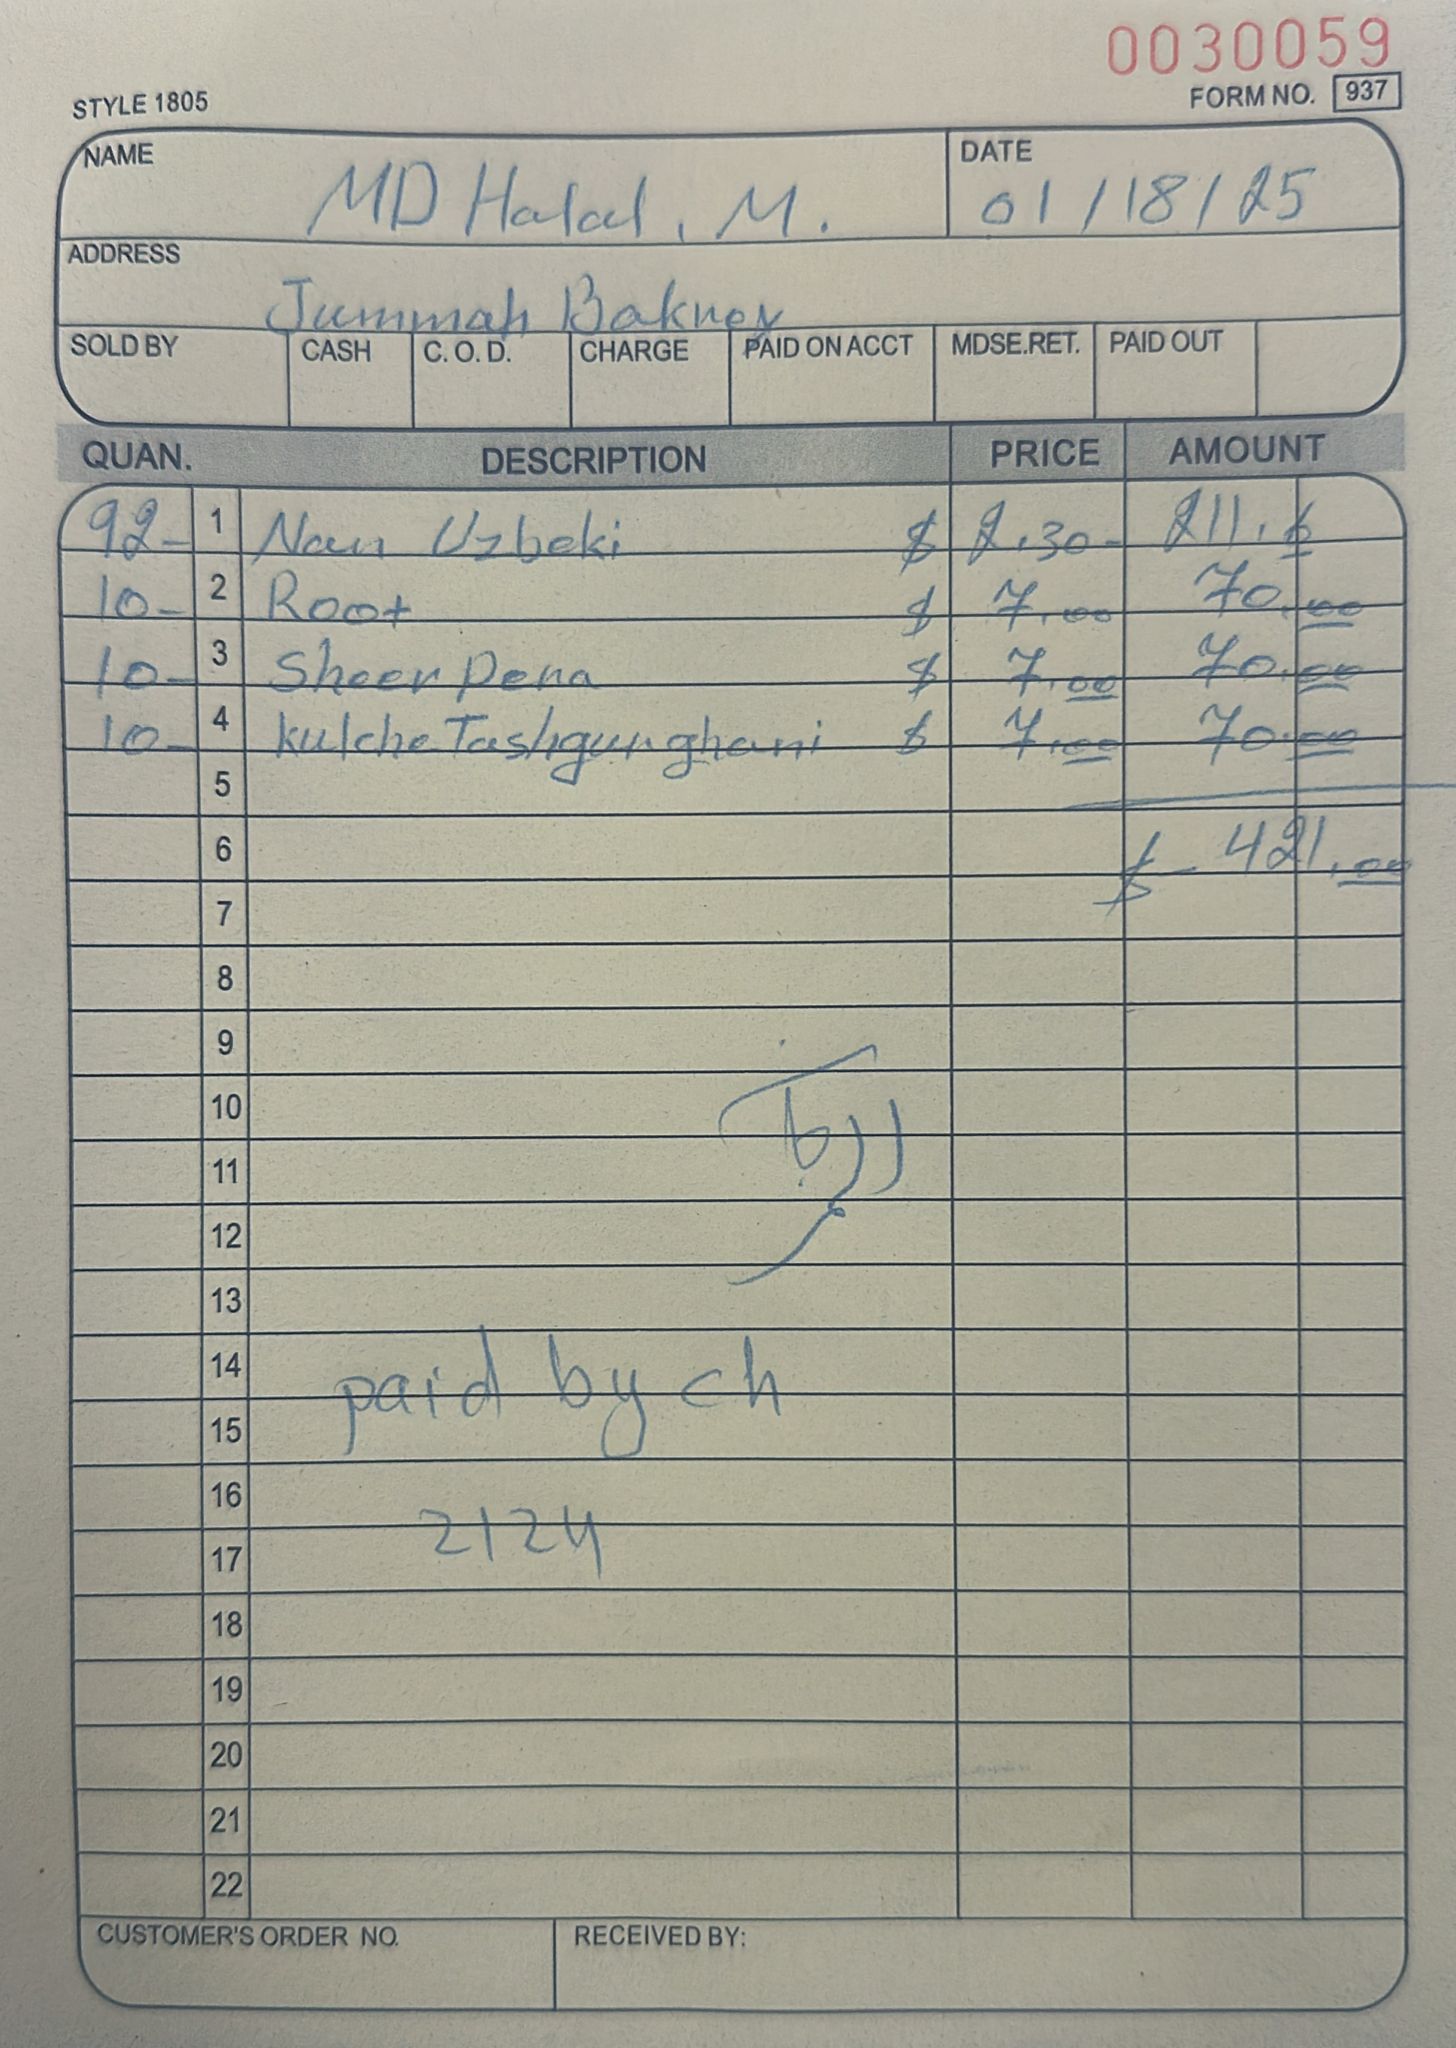 0030059
STYLE 1805
FORM NO. 937
NAME DATE
MD Halal, M. 01/18/25
ADDRESS
Jummah Bakney
SOLD BY CASH C. O. D. CHARGE PAID ON ACCT MDSE.RET. PAID OUT
QUAN. DESCRIPTION PRICE AMOUNT
92- 1 Nan Uzbeki $ 2.30- 211.6
10- 2 Root $ 7.00 70.00
10- 3 Sheer pena $ 7.00 70.00
10- 4 kulche Tashgurghani $ 7.00 70.00
5
6 $- 421.00
7
8
9
10
11
12
13
14 paid by ch
15
16
17 2124
18
19
20
21
22
CUSTOMER'S ORDER NO. RECEIVED BY: